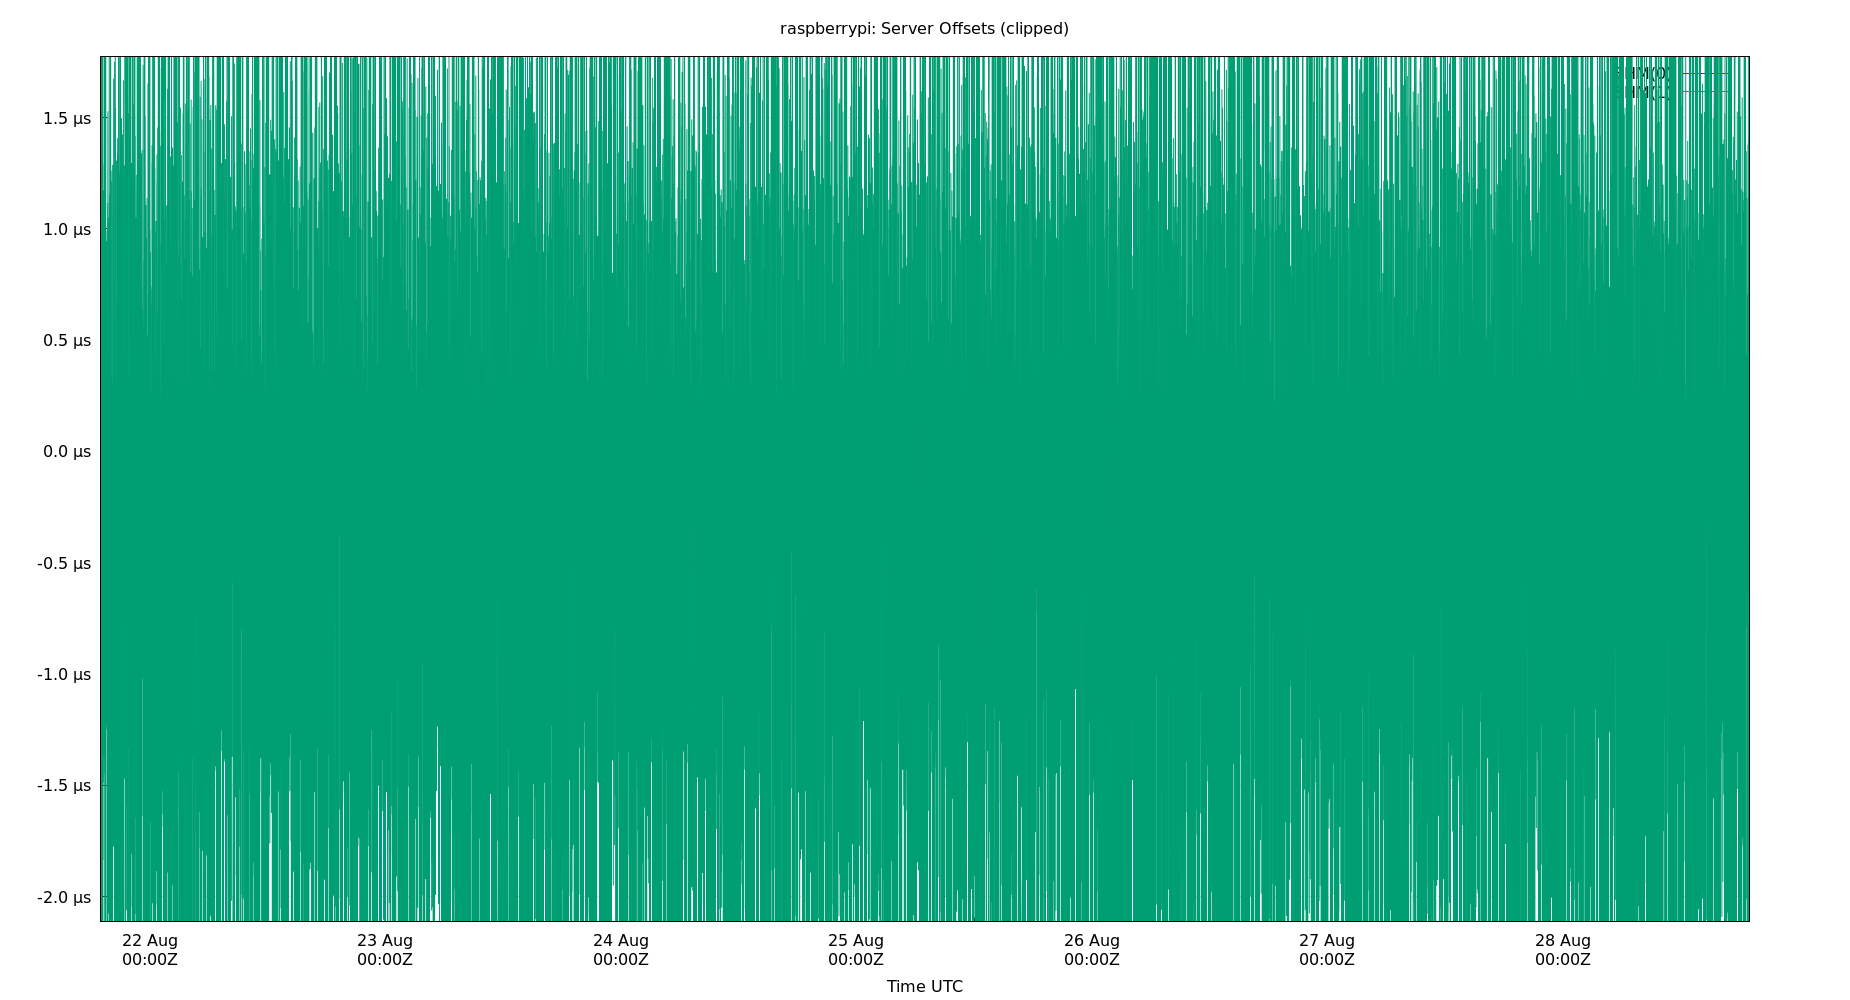 raspberrypi: Server Offsets (clipped)
1.5 µs
1.0 µs
0.5 µs
0.0 µs
-0.5 µs
-1.0 µs
-1.5 µs
-2.0 µs
22 Aug
00:00Z
23 Aug
00:00Z
24 Aug
00:00Z
25 Aug
00:00Z
26 Aug
00:00Z
27 Aug
00:00Z
28 Aug
00:00Z
Time UTC